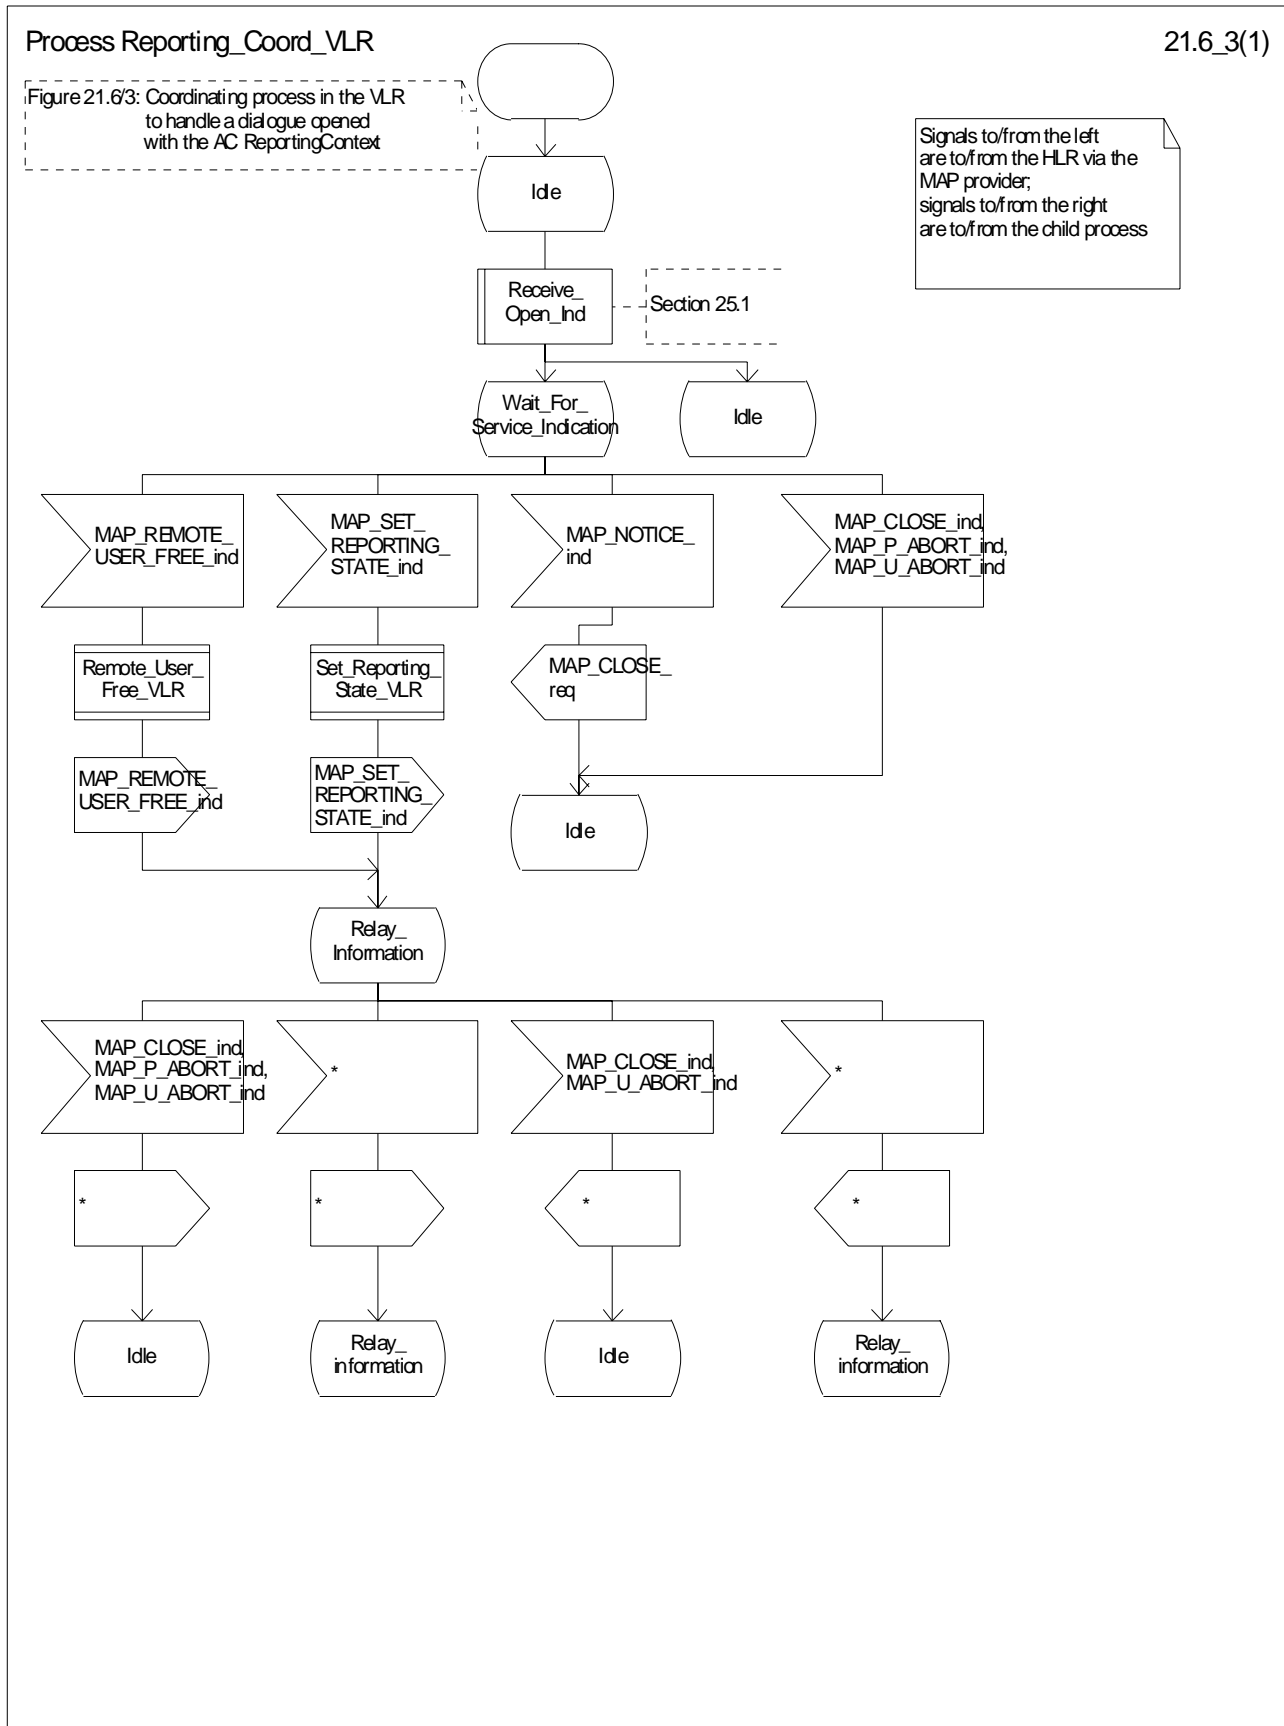 Process Reporting_Coord_VLR
21.6_3(1)
Figure 21.6/3: Coordinating process in the VLR
to handle a dialogue opened
with the AC ReportingContext
Signals to/from the left
are to/from the HLR via the
MAP provider;
signals to/from the right
are to/from the child process
Idle
Receive_
Open_Ind
Section 25.1
Wait_For_
Service_Indication
Idle
MAP_REMOTE_
USER_FREE_ind
MAP_SET_
REPORTING_
STATE_ind
MAP_NOTICE_
ind
MAP_CLOSE_ind,
MAP_P_ABORT_ind,
MAP_U_ABORT_ind
Remote_User_
Free_VLR
Set_Reporting_
State_VLR
MAP_CLOSE_
req
MAP_REMOTE_
USER_FREE_ind
MAP_SET_
REPORTING_
STATE_ind
Idle
Relay_
Information
MAP_CLOSE_ind,
MAP_P_ABORT_ind,
MAP_U_ABORT_ind
*
MAP_CLOSE_ind,
MAP_U_ABORT_ind
*
*
*
*
*
Idle
Relay_
information
Idle
Relay_
information